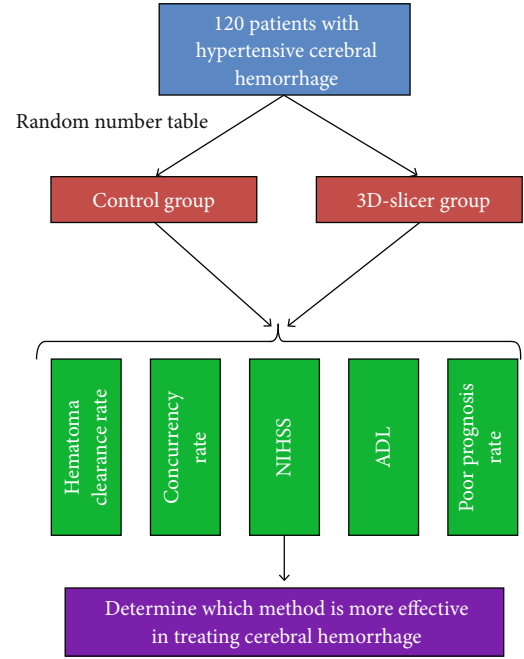 120 patients with
hypertensive cerebral
hemorrhage
Random number table
Control group
3D-slicer group
Hematoma
clearance rate
Concurrency
rate
NIHSS
ADL
Poor prognosis
rate
Determine which method is more effective
in treating cerebral hemorrhage